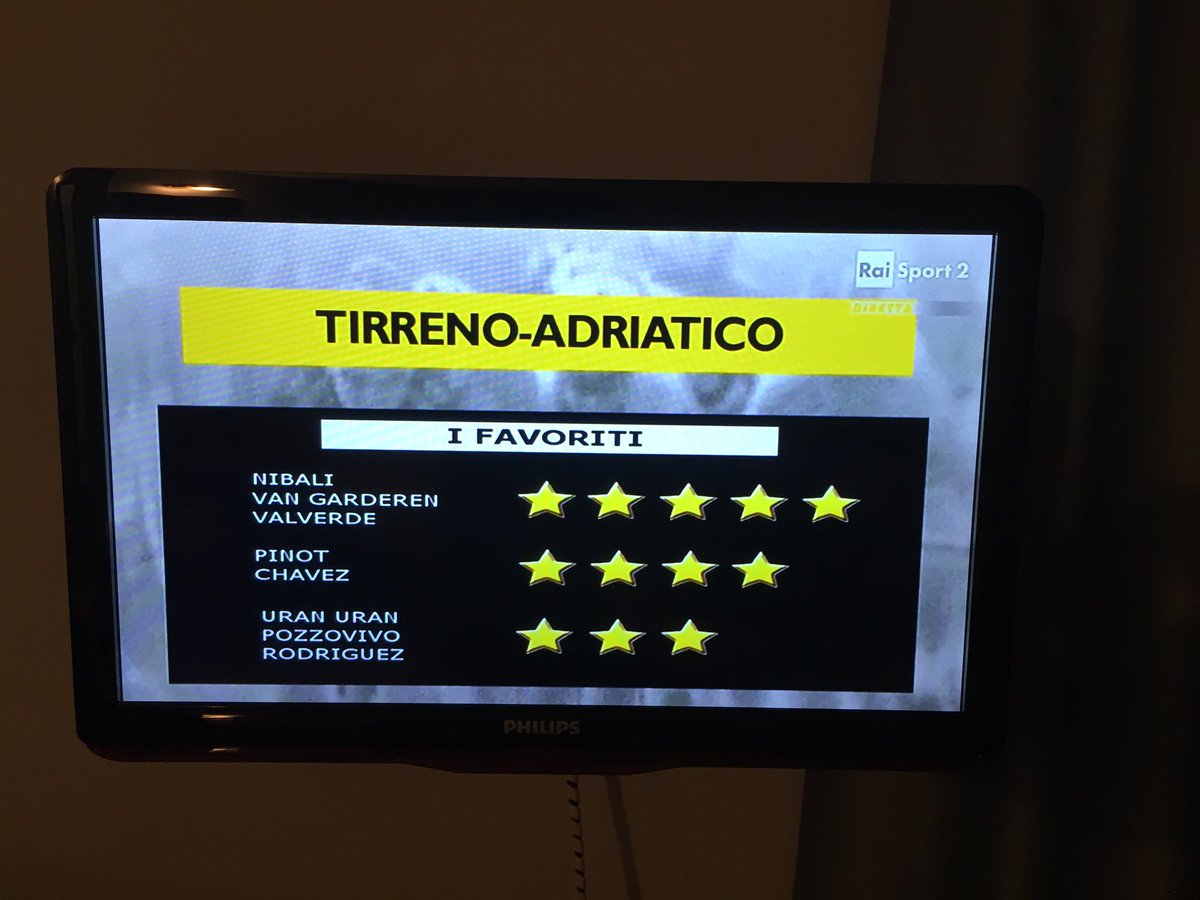 Rai Sport 2
DIRETTA
TIRRENO-ADRIATICO
I FAVORITI
NIBALI
VAN GARDEREN
VALVERDE
PINOT
CHAVEZ
URAN URAN
POZZOVIVO
RODRIGUEZ
PHILIPS